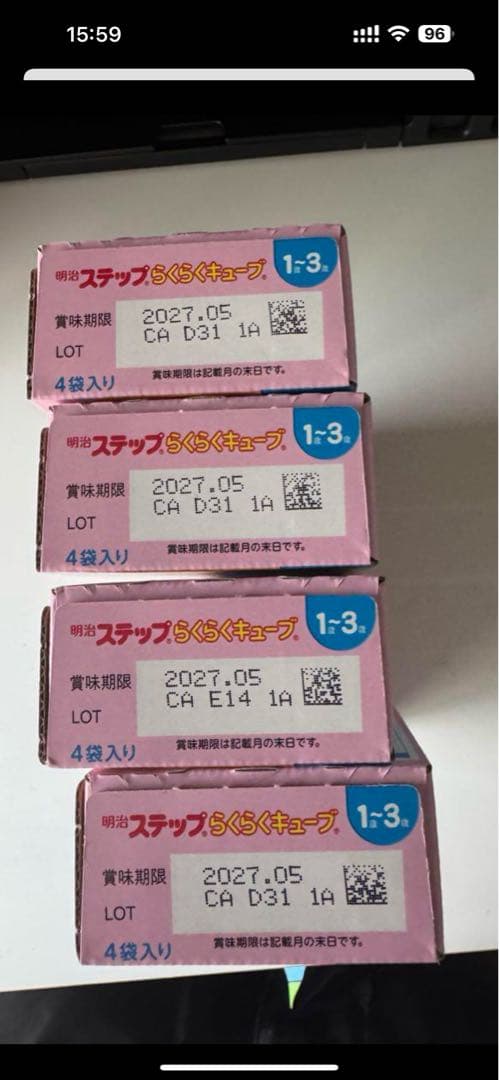 15:59
96
明治ステップらくらくキューブ® 1~3歳
賞味期限 2027.05
LOT CA D31 1A
賞味期限は記載月の末日です。
4袋入り
明治ステップらくらくキューブ® 1~3歳
賞味期限 2027.05
LOT CA D31 1A
賞味期限は記載月の末日です。
4袋入り
明治ステップらくらくキューブ® 1~3歳
賞味期限 2027.05
LOT CA E14 1A
賞味期限は記載月の末日です。
4袋入り
明治ステップらくらくキューブ® 1~3歳
賞味期限 2027.05
LOT CA D31 1A
賞味期限は記載月の末日です。
4袋入り